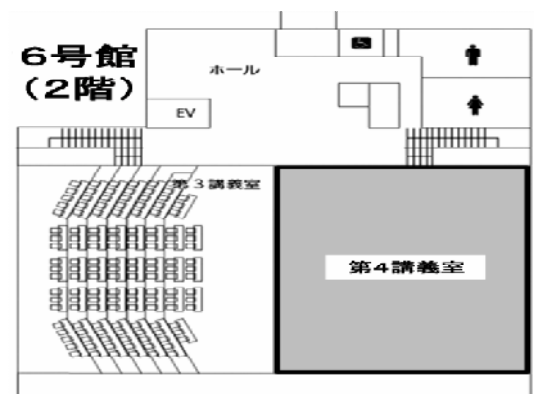 6号館
（2階）
ホール
EV
第3講義室
第4講義室